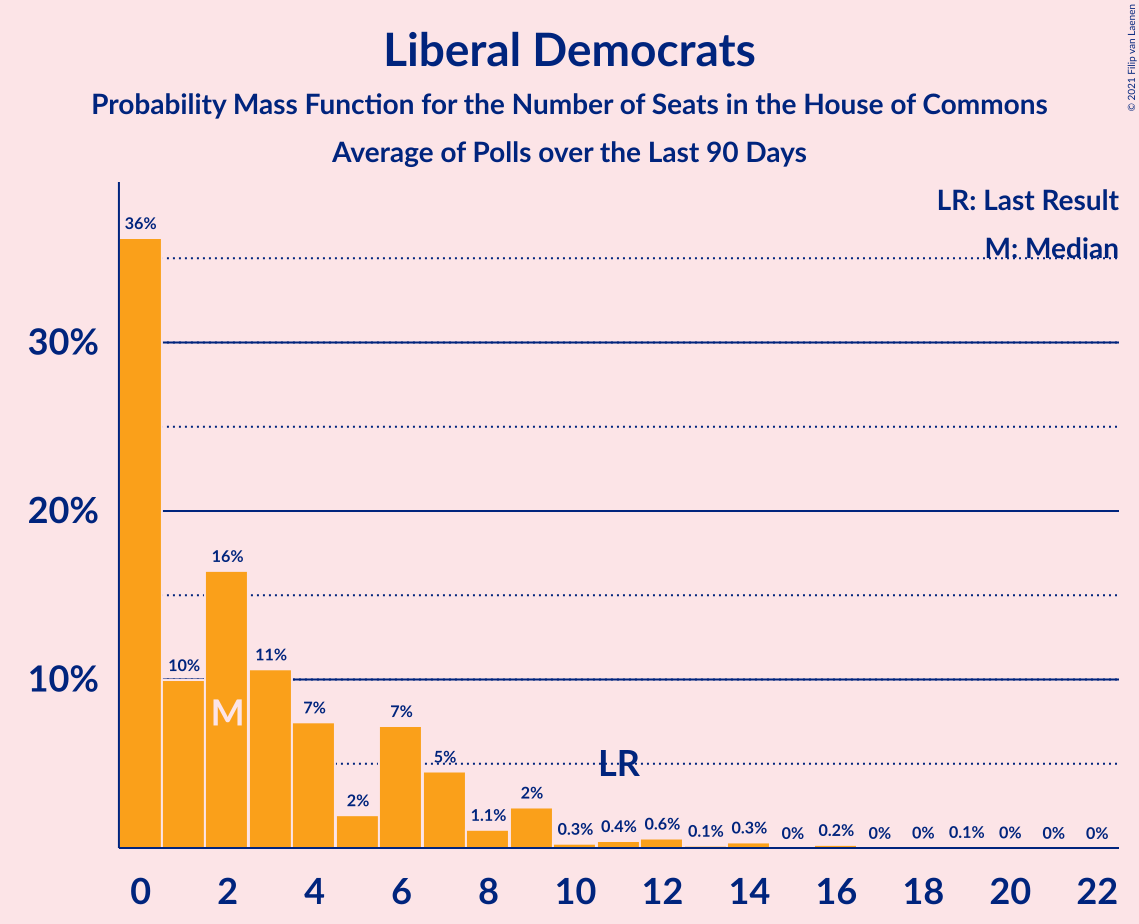 © 2021 Filip van Laenen
Liberal Democrats
Probability Mass Function for the Number of Seats in the House of Commons
Average of Polls over the Last 90 Days
LR: Last Result
M: Median
30%
20%
10%
36%
10%
16%
11%
7%
2%
7%
5%
1.1%
2%
0.3%
0.4%
0.6%
0.1%
0.3%
0%
0.2%
0%
0%
0.1%
0%
0%
0%
M
LR
0 2 4 6 8 10 12 14 16 18 20 22